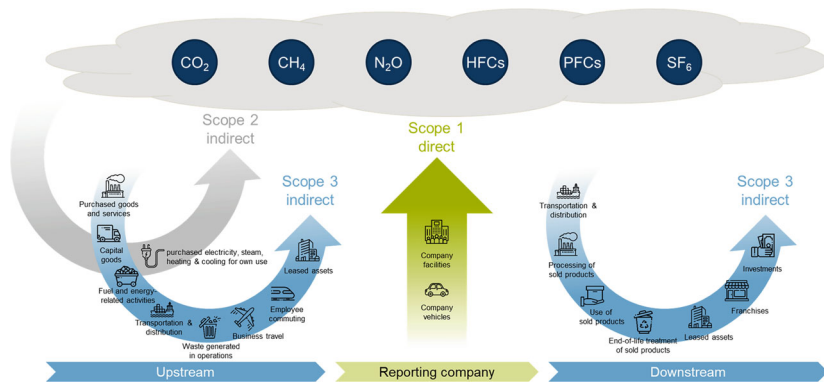 CO₂
CH₄
N₂O
HFCs
PFCs
SF₆
Scope 2
indirect
Scope 1
direct
Scope 3
indirect
Scope 3
indirect
Purchased goods
and services
Capital
goods
purchased electricity, steam,
heating & cooling for own use
Fuel and energy-
related activities
Transportation &
distribution
Waste generated
in operations
Business travel
Employee
commuting
Leased assets
Company
facilities
Company
vehicles
Transportation &
distribution
Processing of
sold products
Use of
sold products
End-of-life treatment
of sold products
Leased assets
Franchises
Investments
Upstream
Reporting company
Downstream